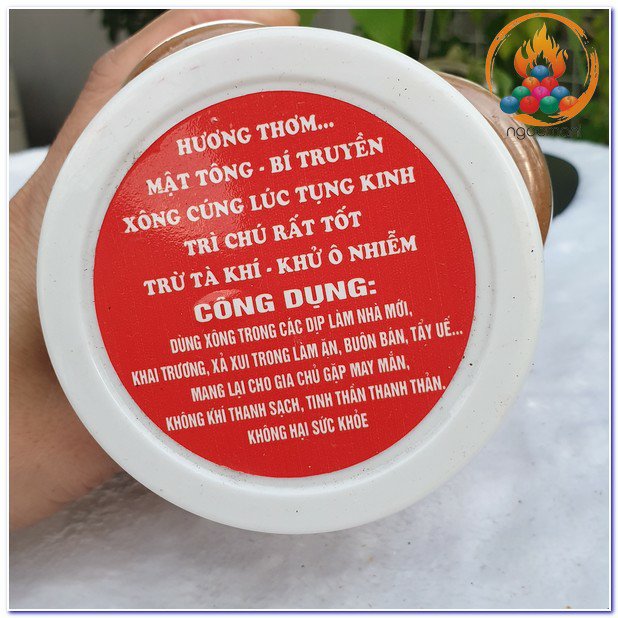 HƯƠNG THƠM...
MẬT TÔNG - BÍ TRUYỀN
XÔNG CÚNG LÚC TỤNG KINH
TRÌ CHÚ RẤT TỐT
TRỪ TÀ KHÍ - KHỬ Ô NHIỄM
CÔNG DỤNG:
DÙNG XÔNG TRONG CÁC DỊP LÀM NHÀ MỚI,
KHAI TRƯƠNG, XẢ XUI TRONG LÀM ĂN, BUÔN BÁN, TẨY UẾ...
MANG LẠI CHO GIA CHỦ GẶP MAY MẮN,
KHÔNG KHÍ THANH SẠCH, TINH THẦN THANH THẢN.
KHÔNG HẠI SỨC KHỎE